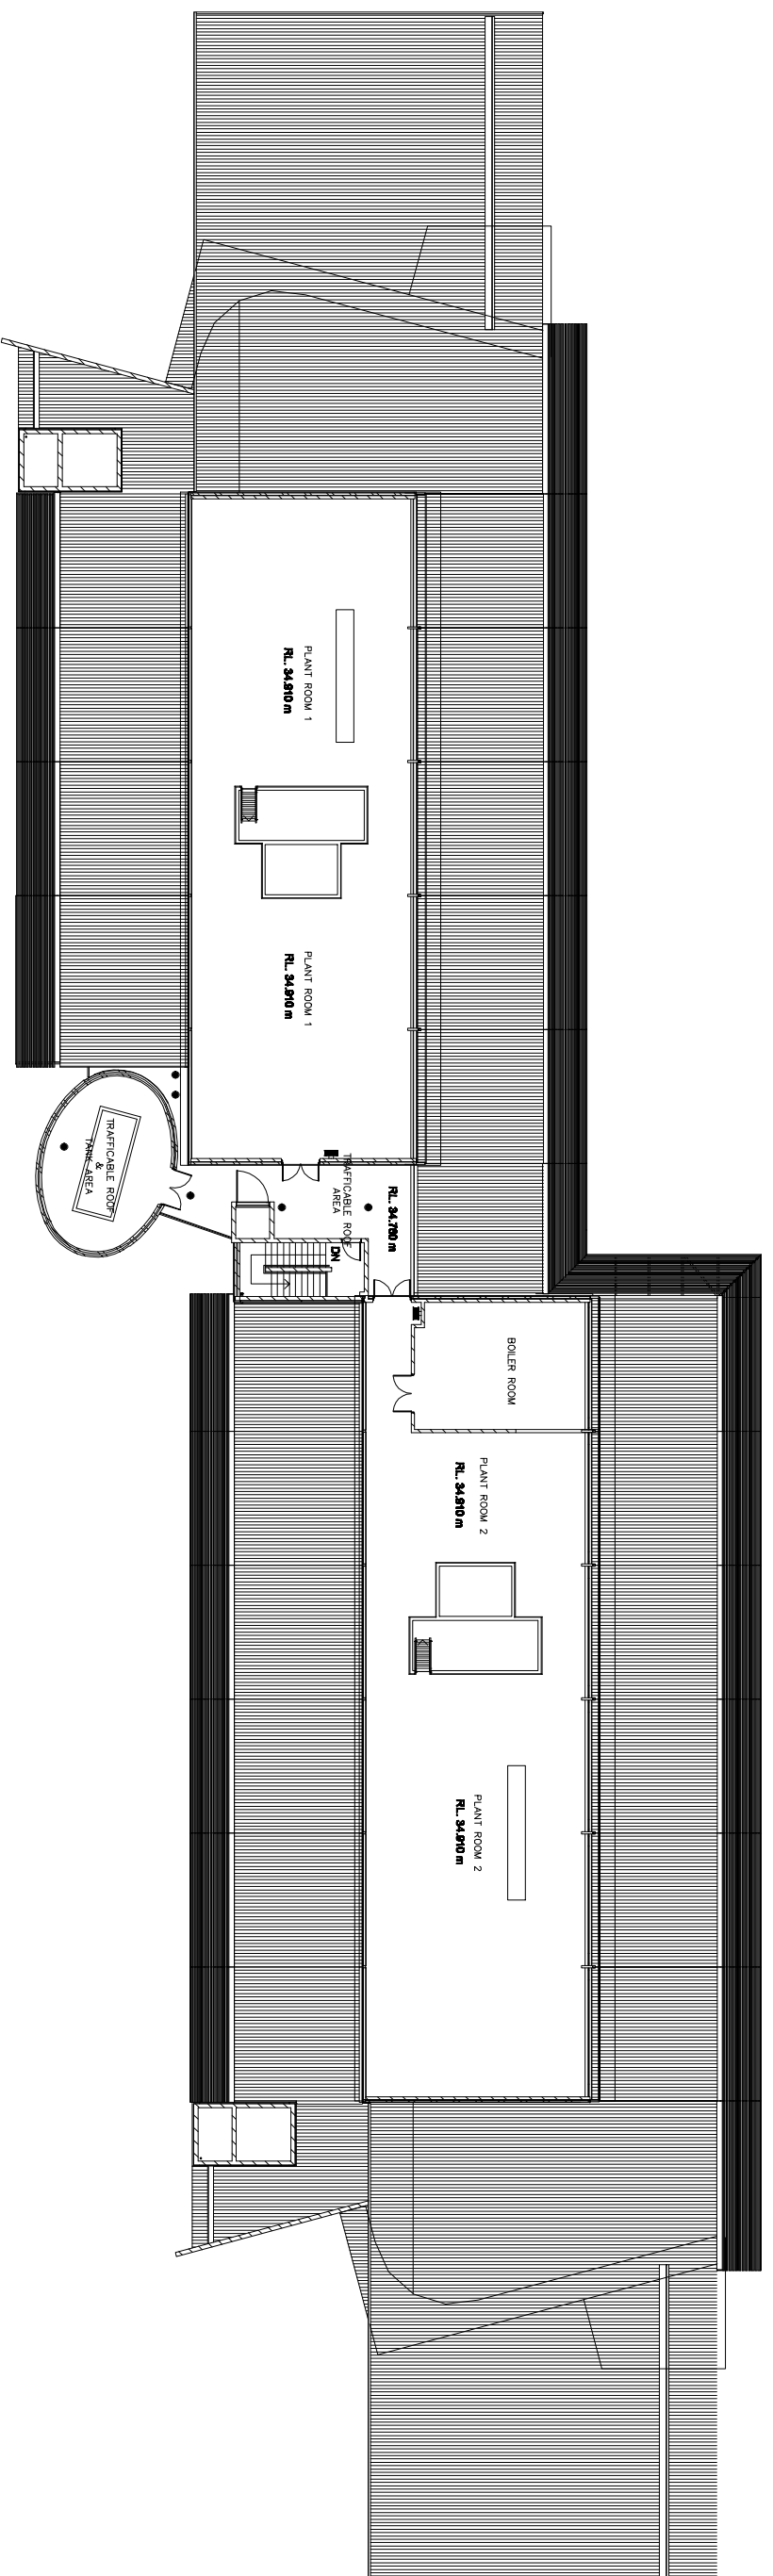 PLANT ROOM 1
RL. 34.910 m
PLANT ROOM 1
RL. 34.910 m
TRAFFICABLE ROOF
&
TANK AREA
TRAFFICABLE ROOF
AREA
RL. 34.760 m
DN
BOILER ROOM
PLANT ROOM 2
RL. 34.910 m
PLANT ROOM 2
RL. 34.910 m